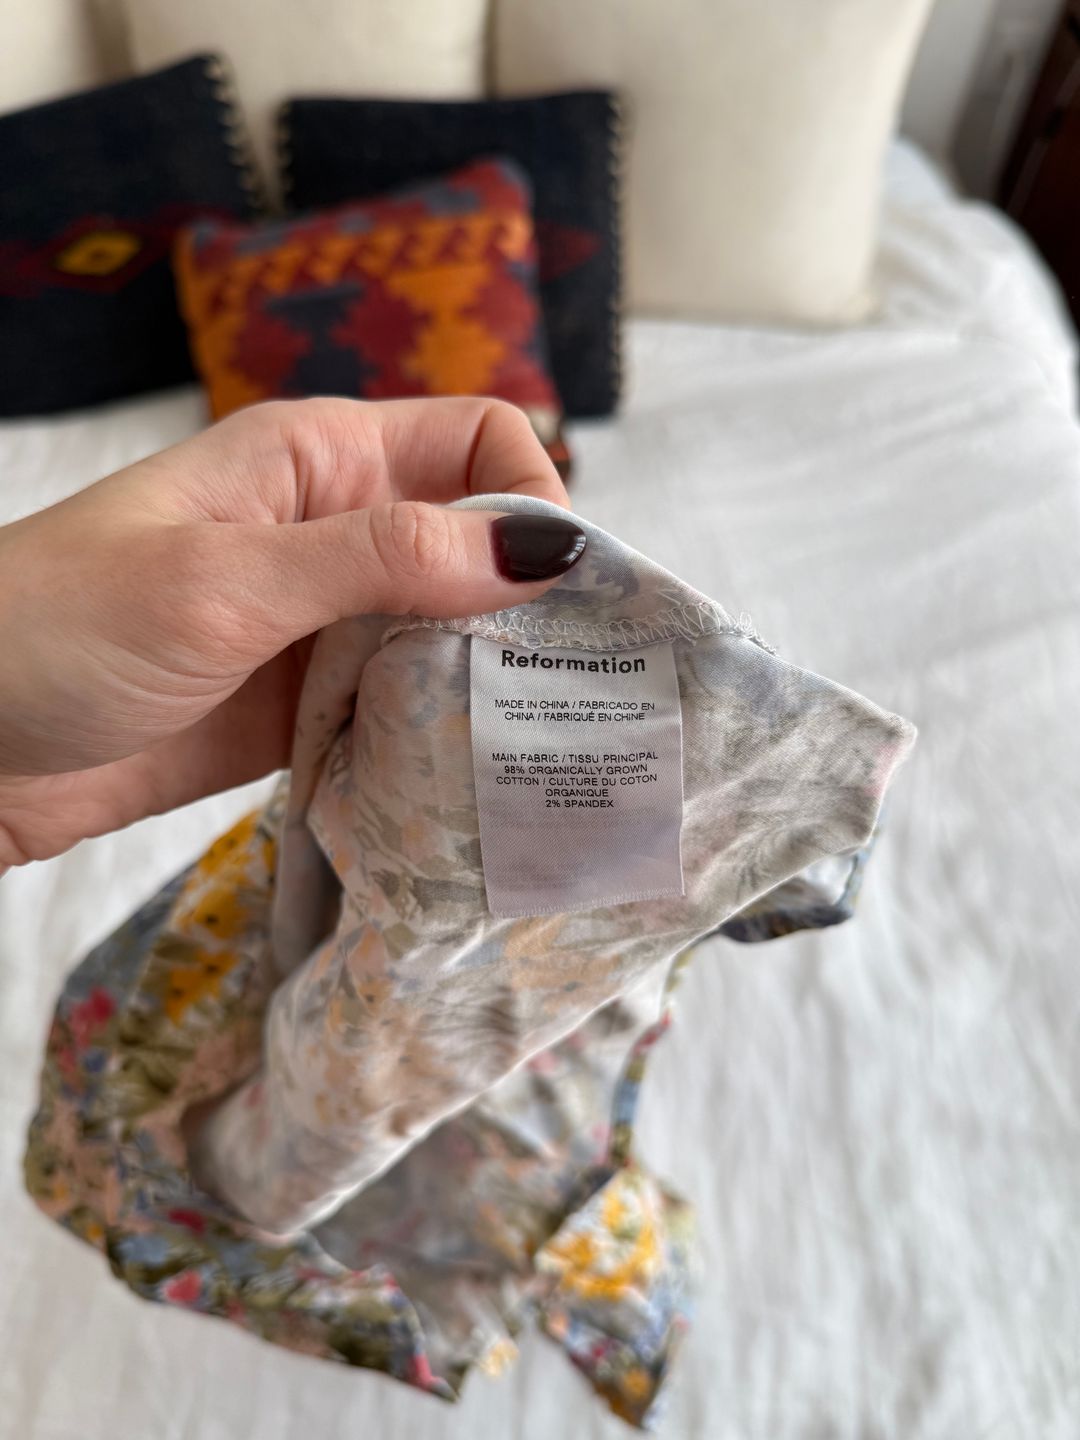 Reformation
MADE IN CHINA / FABRICADO EN
CHINA / FABRIQUÉ EN CHINE
MAIN FABRIC / TISSU PRINCIPAL
98% ORGANICALLY GROWN
COTTON / CULTURE DU COTON
ORGANIQUE
2% SPANDEX